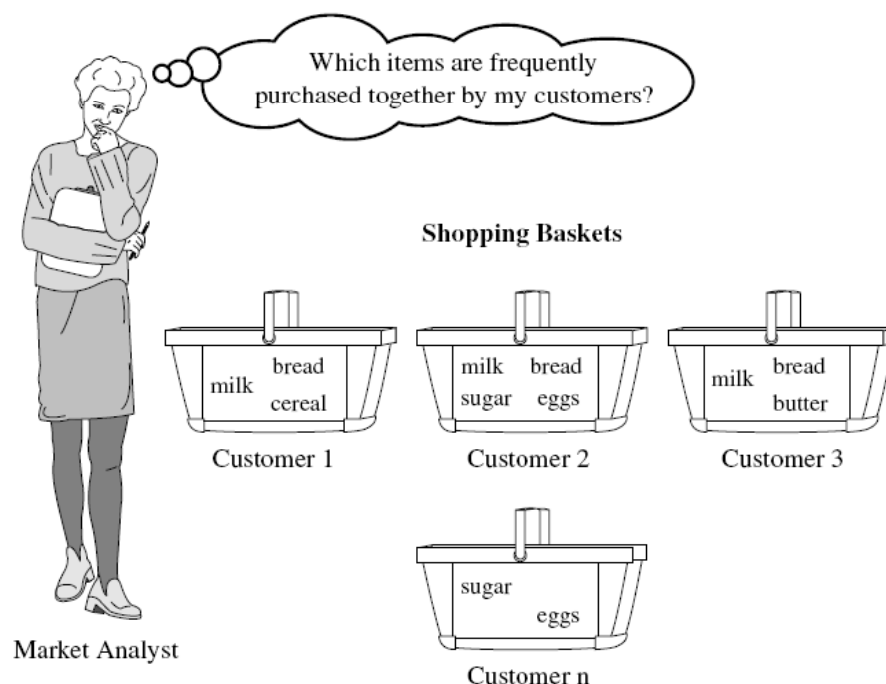 Which items are frequently
purchased together by my customers?
Shopping Baskets
milk bread
cereal
Customer 1
milk bread
sugar eggs
Customer 2
milk bread
butter
Customer 3
sugar
eggs
Customer n
Market Analyst